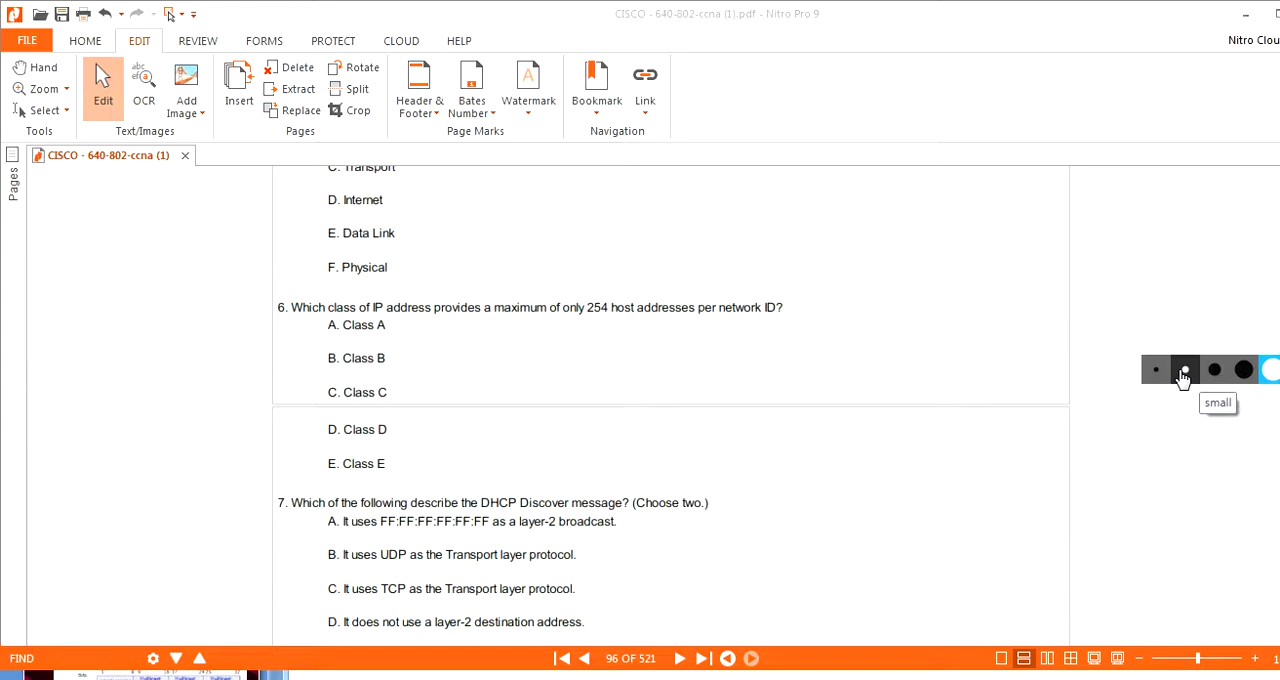 CISCO - 640-802-ccna (1).pdf - Nitro Pro 9
FILE HOME EDIT REVIEW FORMS PROTECT CLOUD HELP
Nitro Clou
Hand
Zoom
Select
Tools
Edit
abc
OCR
Add
Image
Text/Images
Insert
Delete
Extract
Replace
Rotate
Split
Crop
Pages
Header &
Footer
Bates
Number
Watermark
Page Marks
Bookmark
Link
Navigation
CISCO - 640-802-ccna (1)
Pages
C. Transport
D. Internet
E. Data Link
F. Physical
6. Which class of IP address provides a maximum of only 254 host addresses per network ID?
A. Class A
B. Class B
C. Class C
small
D. Class D
E. Class E
7. Which of the following describe the DHCP Discover message? (Choose two.)
A. It uses FF:FF:FF:FF:FF:FF as a layer-2 broadcast.
B. It uses UDP as the Transport layer protocol.
C. It uses TCP as the Transport layer protocol.
D. It does not use a layer-2 destination address.
FIND
96 OF 521